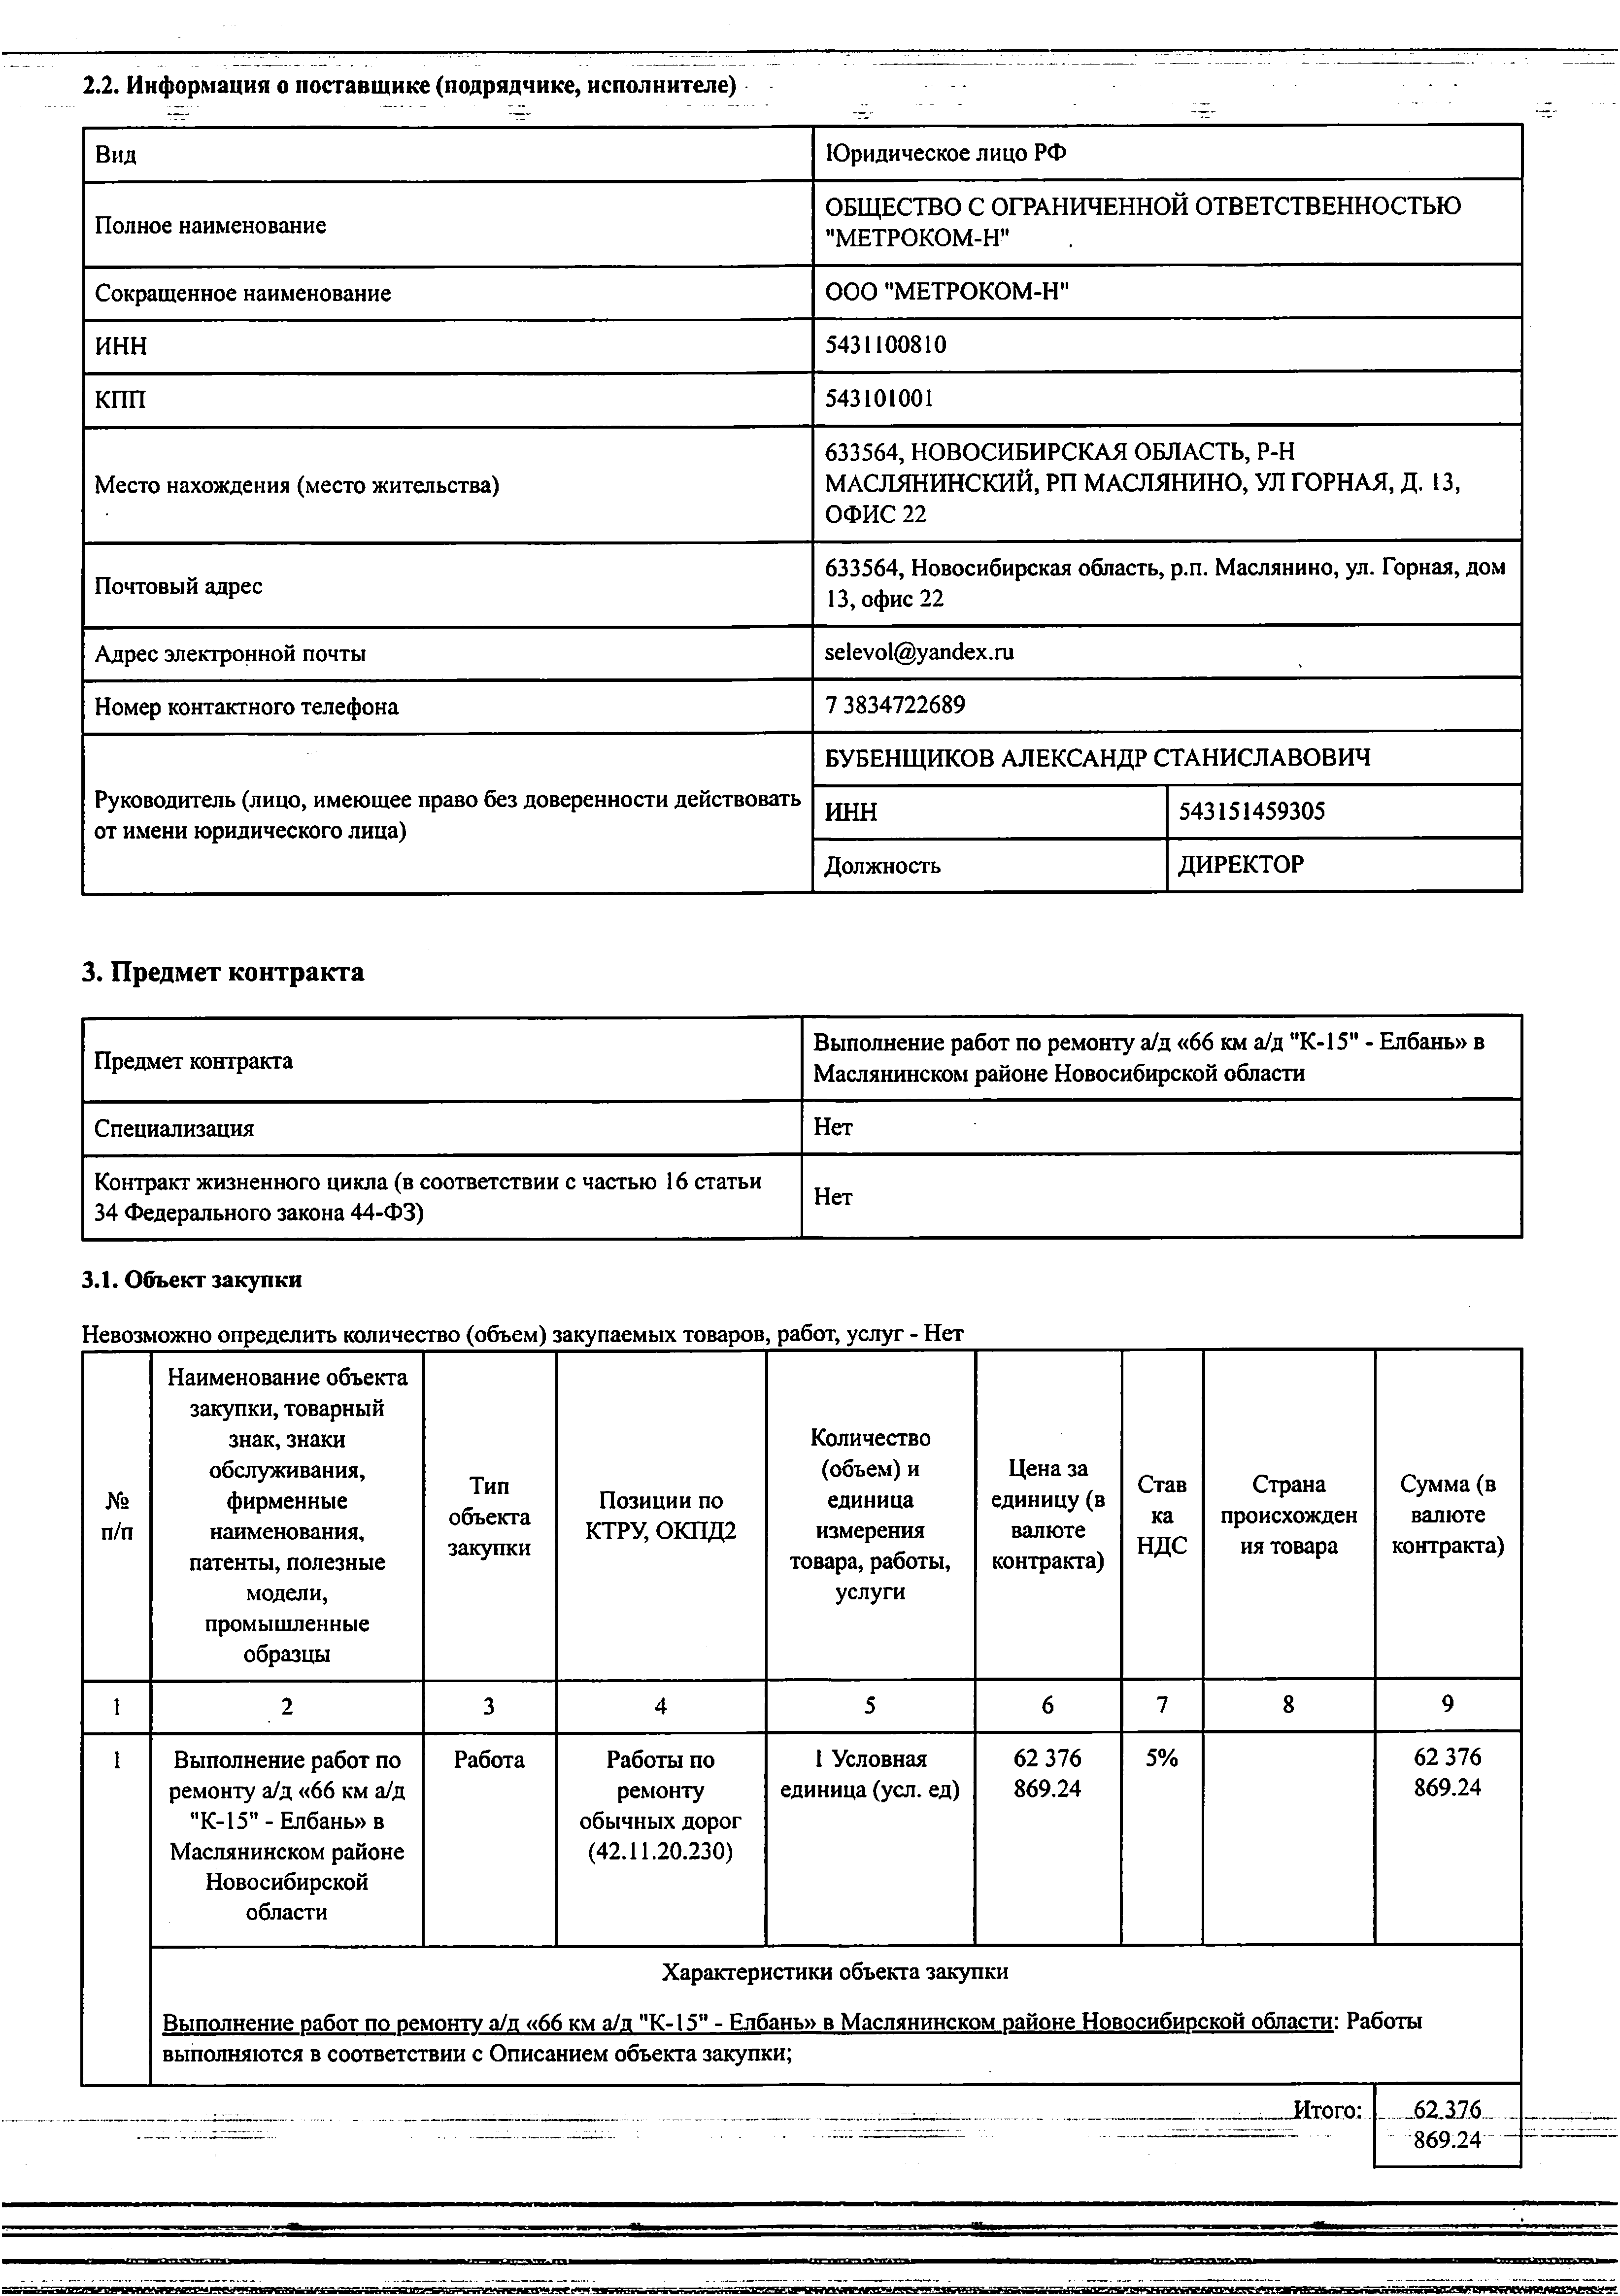 2.2. Информация о поставщике (подрядчике, исполнителе)
Вид
Юридическое лицо РФ
Полное наименование
ОБЩЕСТВО С ОГРАНИЧЕННОЙ ОТВЕТСТВЕННОСТЬЮ
"МЕТРОКОМ-Н"
Сокращенное наименование
ООО "МЕТРОКОМ-Н"
ИНН
5431100810
КПП
543101001
Место нахождения (место жительства)
633564, НОВОСИБИРСКАЯ ОБЛАСТЬ, Р-Н
МАСЛЯНИНСКИЙ, РП МАСЛЯНИНО, УЛ ГОРНАЯ, Д. 13,
ОФИС 22
Почтовый адрес
633564, Новосибирская область, р.п. Маслянино, ул. Горная, дом
13, офис 22
Адрес электронной почты
selevol@yandex.ru
Номер контактного телефона
7 3834722689
Руководитель (лицо, имеющее право без доверенности действовать
от имени юридического лица)
БУБЕНЩИКОВ АЛЕКСАНДР СТАНИСЛАВОВИЧ
ИНН
543151459305
Должность
ДИРЕКТОР
3. Предмет контракта
Предмет контракта
Выполнение работ по ремонту а/д «66 км а/д "К-15" - Елбань» в
Маслянинском районе Новосибирской области
Специализация
Нет
Контракт жизненного цикла (в соответствии с частью 16 статьи
34 Федерального закона 44-ФЗ)
Нет
3.1. Объект закупки
Невозможно определить количество (объем) закупаемых товаров, работ, услуг - Нет
№
п/п
Наименование объекта
закупки, товарный
знак, знаки
обслуживания,
фирменные
наименования,
патенты, полезные
модели,
промышленные
образцы
Тип
объекта
закупки
Позиции по
КТРУ, ОКПД2
Количество
(объем) и
единица
измерения
товара, работы,
услуги
Цена за
единицу (в
валюте
контракта)
Став
ка
НДС
Страна
происхожден
ия товара
Сумма (в
валюте
контракта)
1
2
3
4
5
6
7
8
9
1
Выполнение работ по
ремонту а/д «66 км а/д
"К-15" - Елбань» в
Маслянинском районе
Новосибирской
области
Работа
Работы по
ремонту
обычных дорог
(42.11.20.230)
1 Условная
единица (усл. ед)
62 376
869.24
5%
62 376
869.24
Характеристики объекта закупки
Выполнение работ по ремонту а/д «66 км а/д "К-15" - Елбань» в Маслянинском районе Новосибирской области: Работы
выполняются в соответствии с Описанием объекта закупки;
Итого:
62 376
869.24